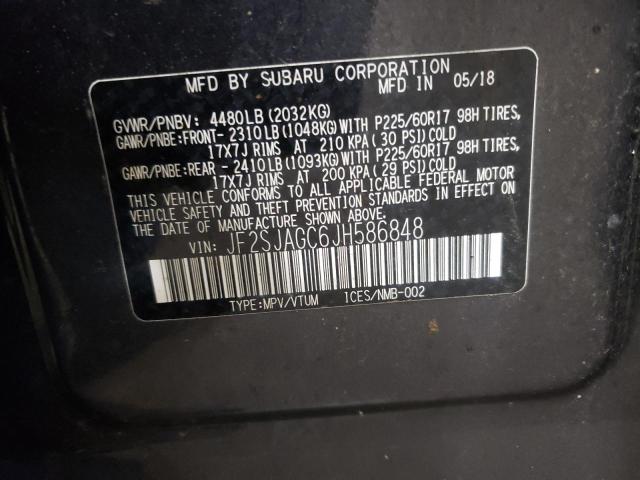 MFD BY SUBARU CORPORATION
MFD IN 05/18
GVWR/PNBV: 4480LB(2032KG)
GAWR/PNBE:FRONT- 2310LB(1048KG)WITH P225/60R17 98H TIRES,
17X7J RIMS AT 210 KPA( 30 PSI)COLD
GAWR/PNBE:REAR - 2410LB(1093KG)WITH P225/60R17 98H TIRES,
17X7J RIMS AT 200 KPA( 29 PSI)COLD
THIS VEHICLE CONFORMS TO ALL APPLICABLE FEDERAL MOTOR
VEHICLE SAFETY AND THEFT PREVENTION STANDARDS IN EFFECT ON
THE DATE OF MANUFACTURE SHOWN ABOVE.
VIN: JF2SJAGC6JH586848
TYPE:MPV/VTUM ICES/NMB-002